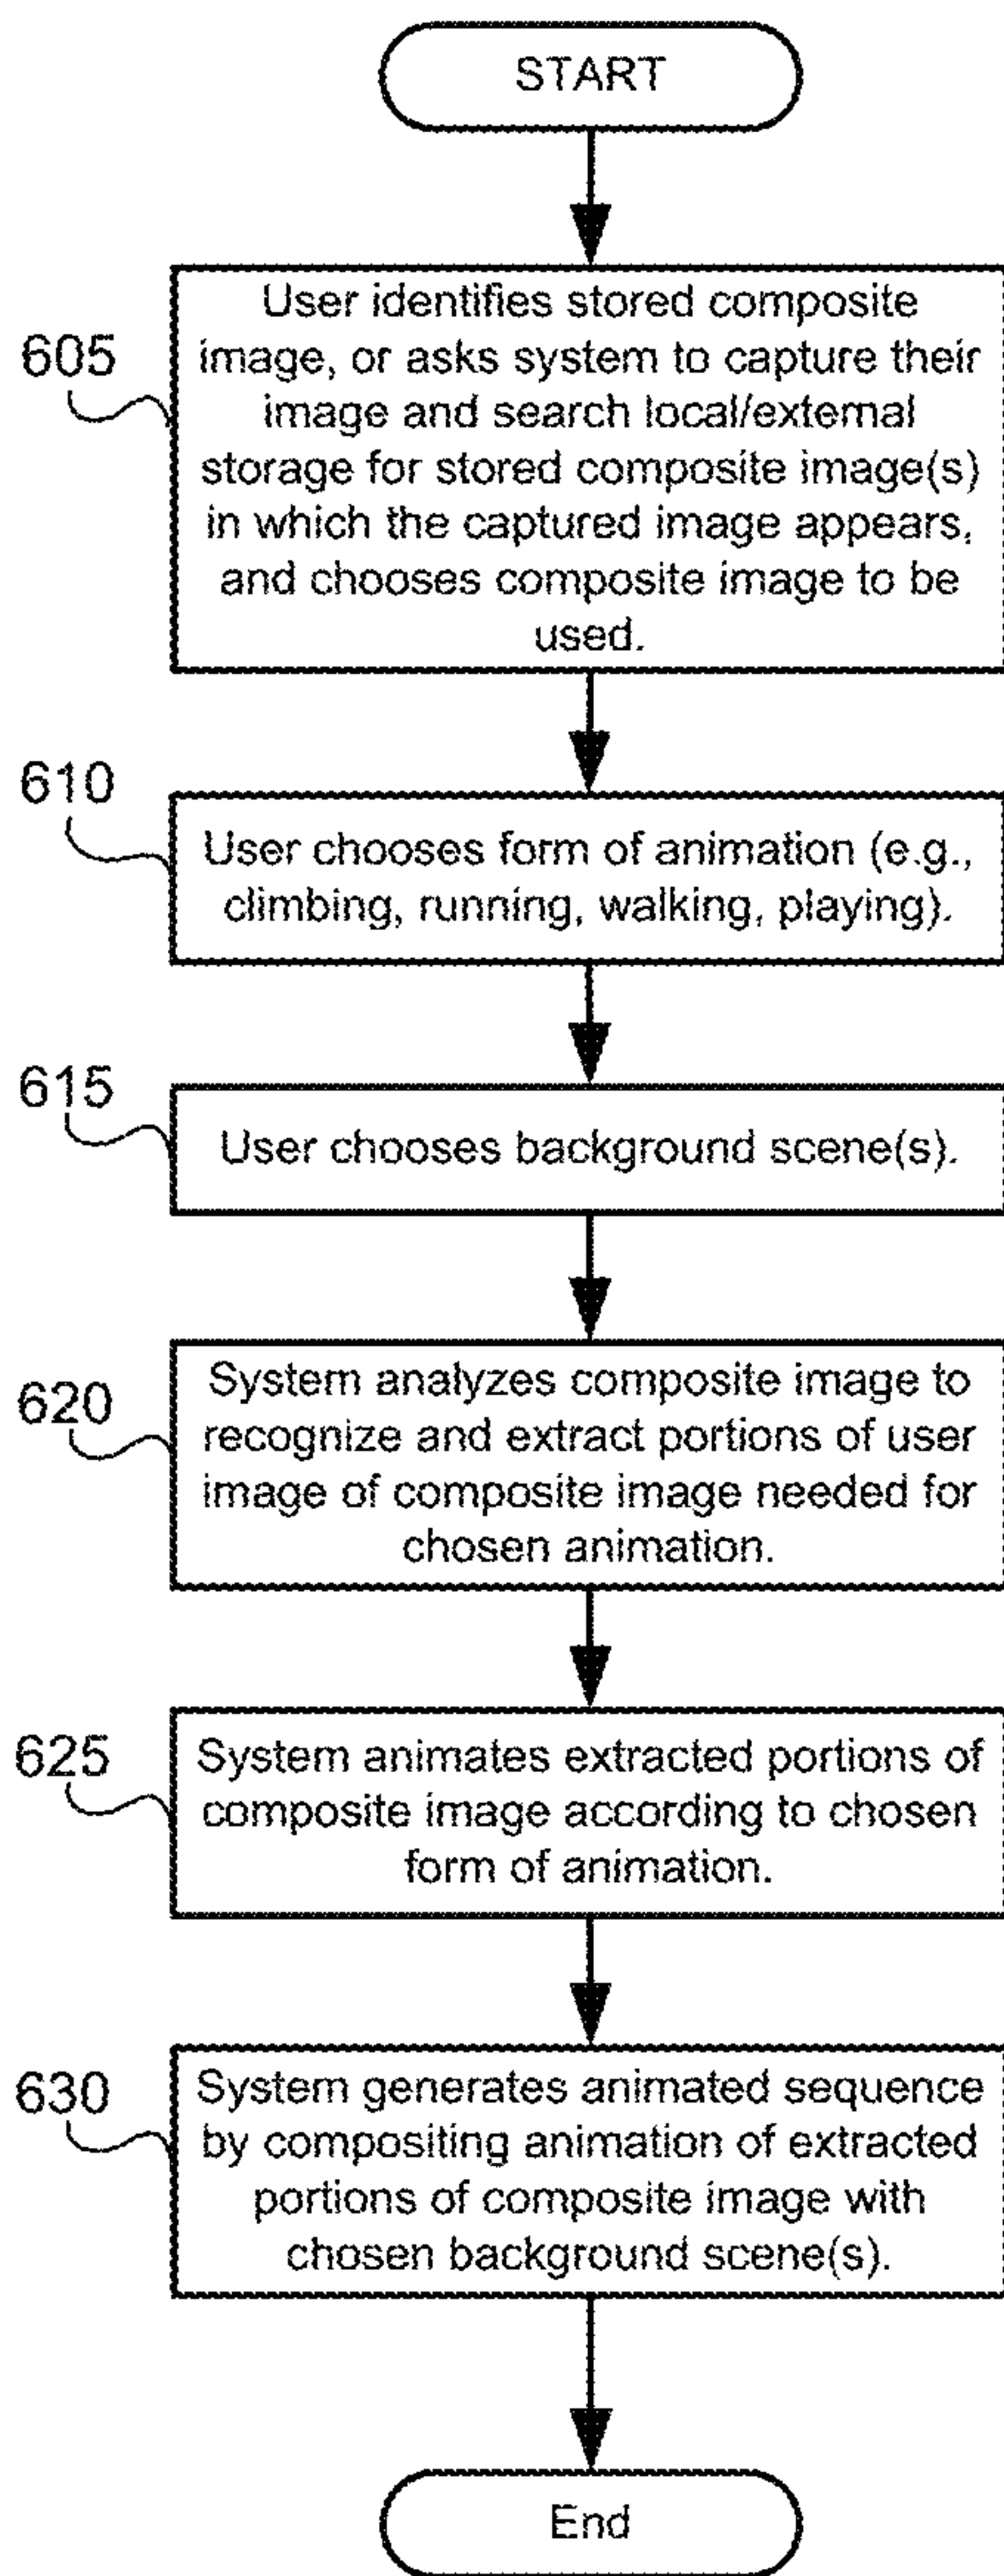 START
605
User identifies stored composite
image, or asks system to capture their
image and search local/external
storage for stored composite image(s)
in which the captured image appears,
and chooses composite image to be
used.
610
User chooses form of animation (e.g.,
climbing, running, walking, playing).
615
User chooses background scene(s).
620
System analyzes composite image to
recognize and extract portions of user
image of composite image needed for
chosen animation.
625
System animates extracted portions of
composite image according to chosen
form of animation.
630
System generates animated sequence
by compositing animation of extracted
portions of composite image with
chosen background scene(s).
End